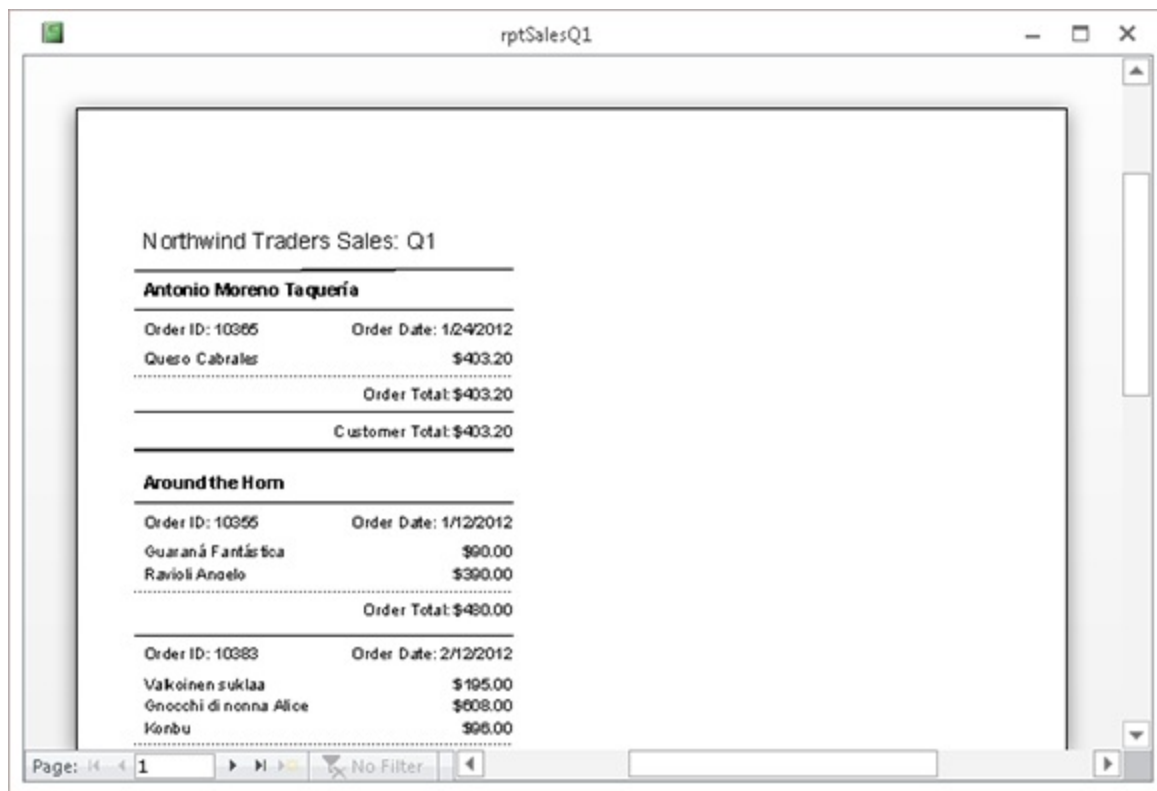 rptSalesQ1
Northwind Traders Sales: Q1
Antonio Moreno Taquería
Order ID: 10365 Order Date: 1/24/2012
Queso Cabrales $403.20
Order Total: $403.20
Customer Total: $403.20
Around the Horn
Order ID: 10355 Order Date: 1/12/2012
Guaraná Fantástica $90.00
Ravioli Angelo $390.00
Order Total: $480.00
Order ID: 10383 Order Date: 2/12/2012
Valkoinen suklaa $195.00
Gnocchi di nonna Alice $608.00
Konbu $96.00
Page: 1 No Filter